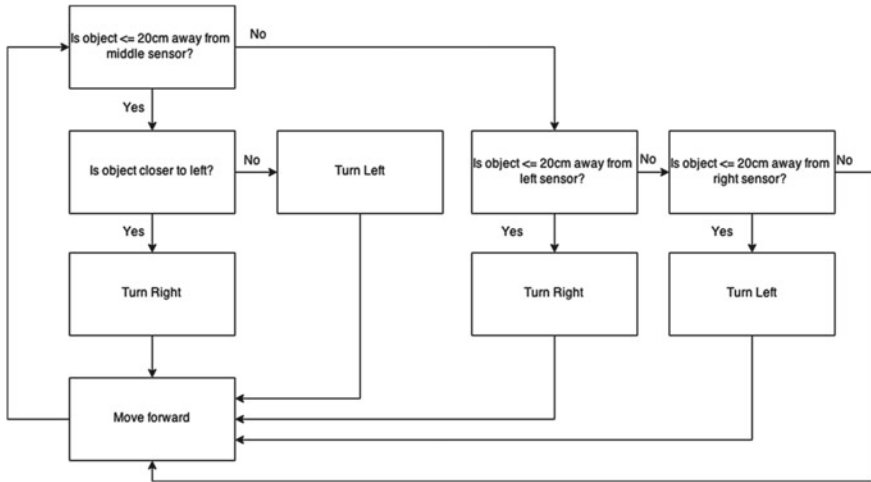 Is object <= 20cm away from
middle sensor?
No
Yes
Is object closer to left?
No
Turn Left
Is object <= 20cm away from
left sensor?
No
Is object <= 20cm away from
right sensor?
No
Yes
Yes
Yes
Turn Right
Turn Right
Turn Left
Move forward